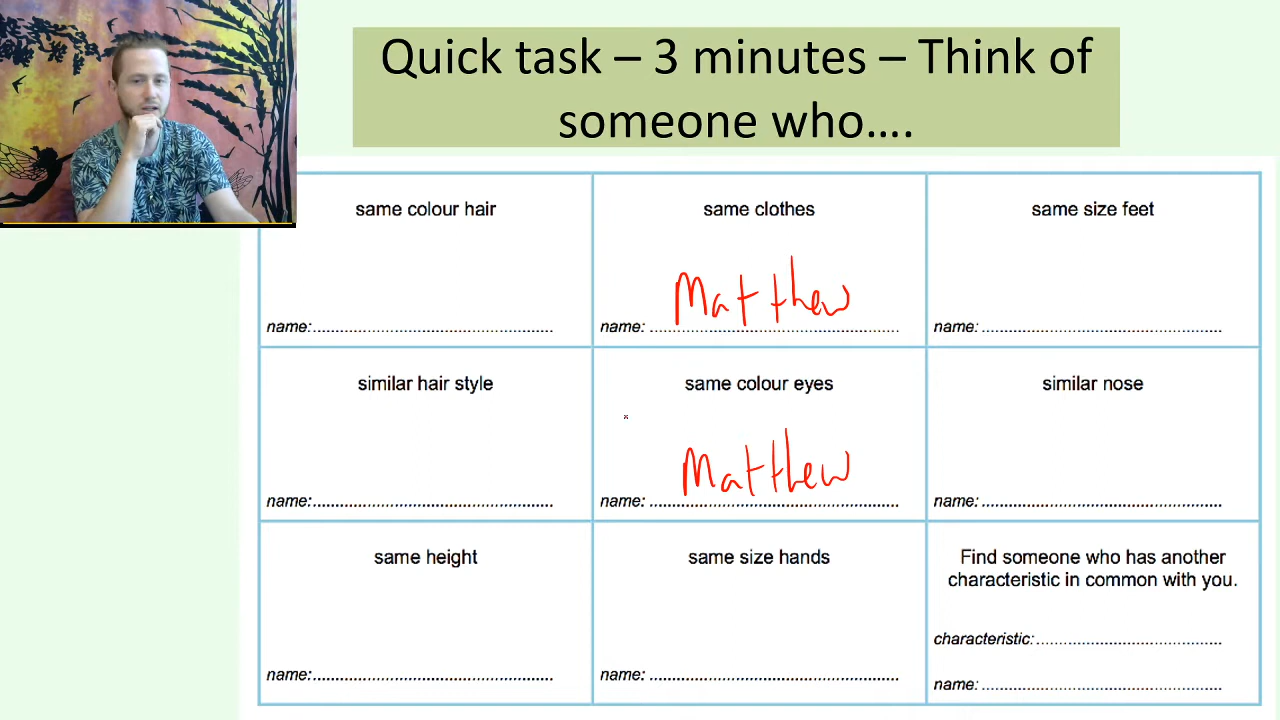 Quick task – 3 minutes – Think of
someone who….
same colour hair
name:
same clothes
Matthew
name:
same size feet
name:
similar hair style
name:
same colour eyes
Matthew
name:
similar nose
name:
same height
name:
same size hands
name:
Find someone who has another
characteristic in common with you.
characteristic:
name: